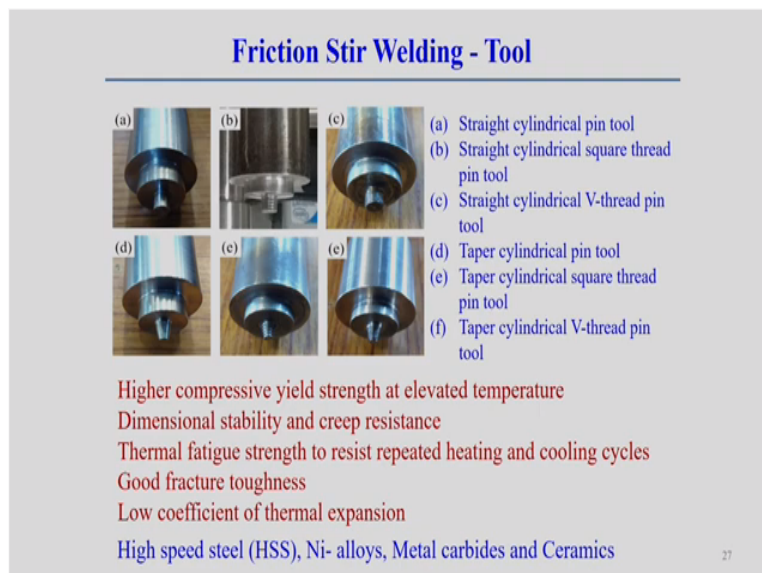 Friction Stir Welding - Tool
(a) (b) (c)
(d) (e) (e)
(a) Straight cylindrical pin tool
(b) Straight cylindrical square thread
pin tool
(c) Straight cylindrical V-thread pin
tool
(d) Taper cylindrical pin tool
(e) Taper cylindrical square thread
pin tool
(f) Taper cylindrical V-thread pin
tool
Higher compressive yield strength at elevated temperature
Dimensional stability and creep resistance
Thermal fatigue strength to resist repeated heating and cooling cycles
Good fracture toughness
Low coefficient of thermal expansion
High speed steel (HSS), Ni- alloys, Metal carbides and Ceramics
27